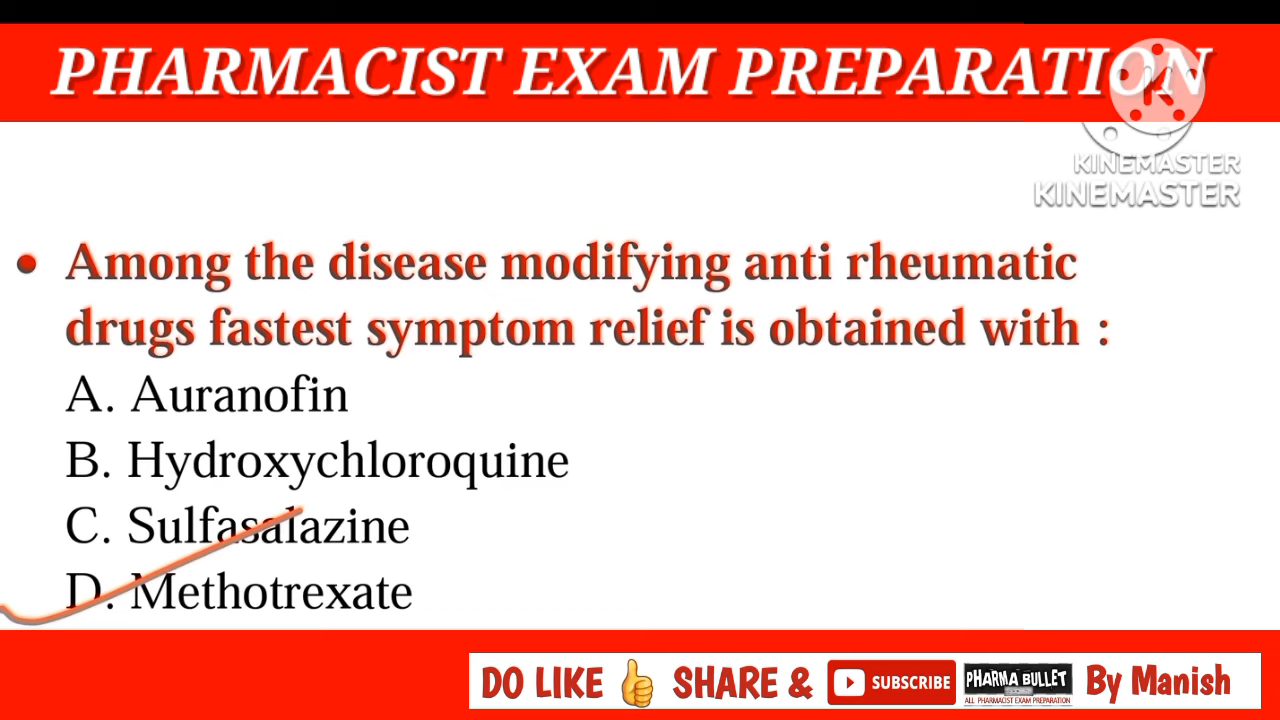 PHARMACIST EXAM PREPARATION
KINEMASTER
KINEMASTER
• Among the disease modifying anti rheumatic
drugs fastest symptom relief is obtained with :
A. Auranofin
B. Hydroxychloroquine
C. Sulfasalazine
D. Methotrexate
DO LIKE SHARE & SUBSCRIBE PHARMA BULLET By Manish
ALL PHARMACIST EXAM PREPARATION